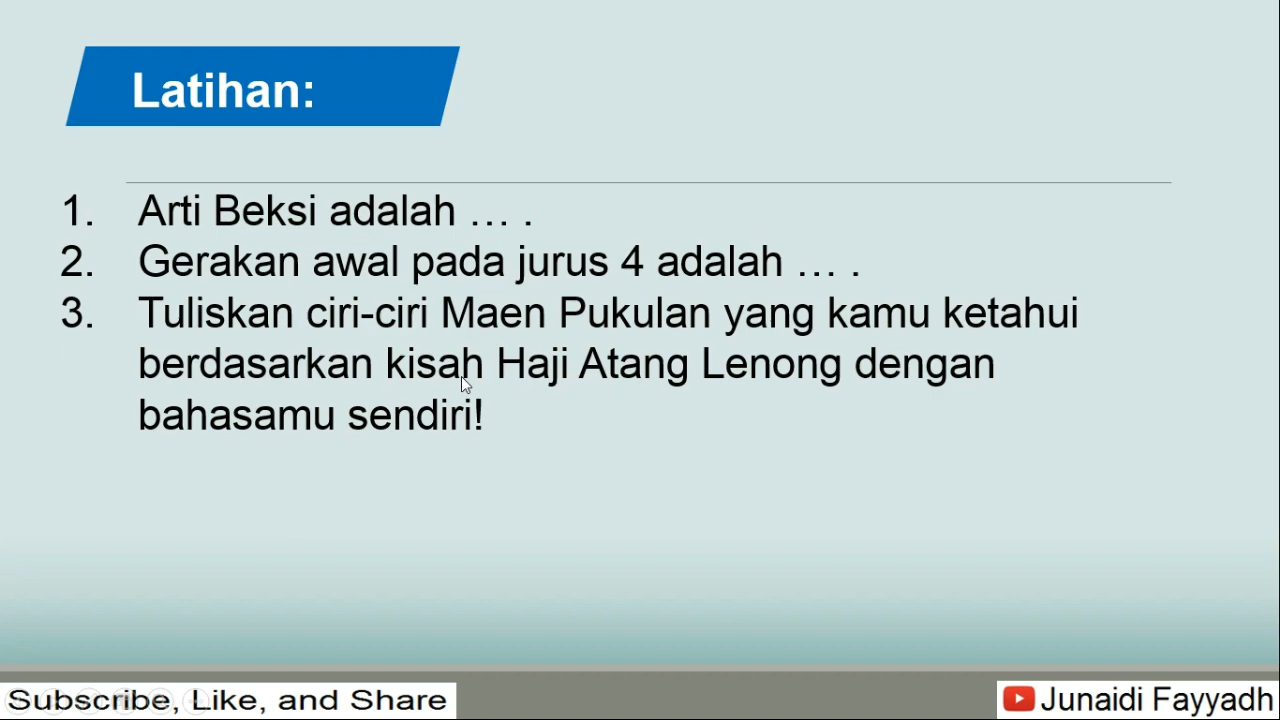 Latihan:
1. Arti Beksi adalah … .
2. Gerakan awal pada jurus 4 adalah … .
3. Tuliskan ciri-ciri Maen Pukulan yang kamu ketahui
berdasarkan kisah Haji Atang Lenong dengan
bahasamu sendiri!
Subscribe, Like, and Share
Junaidi Fayyadh